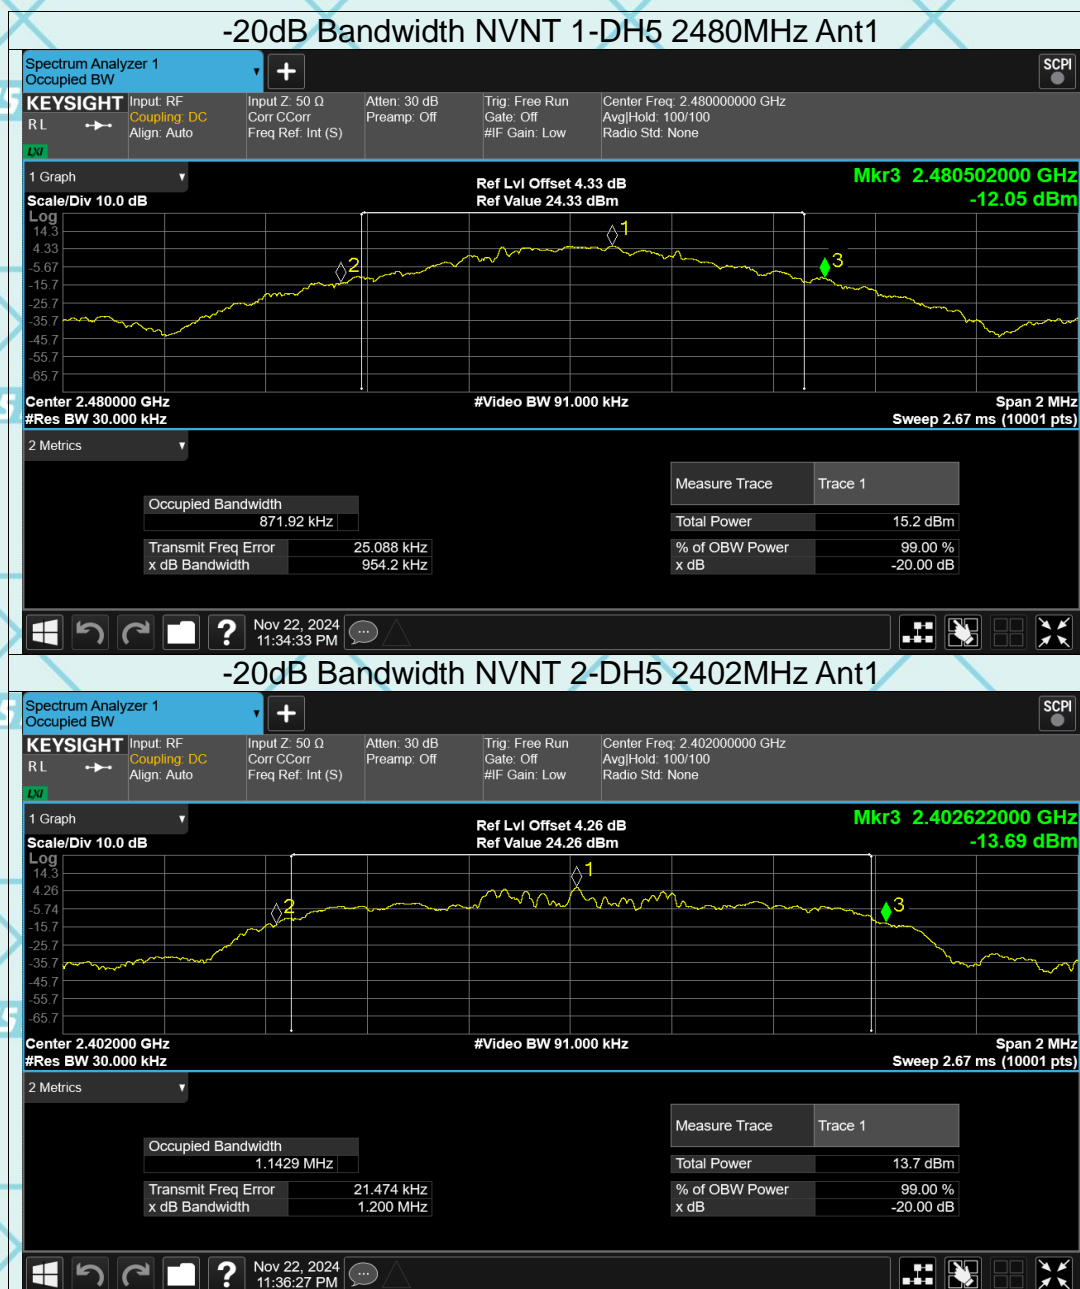 -20dB Bandwidth NVNT 1-DH5 2480MHz Ant1
Spectrum Analyzer 1
Occupied BW
SCPI
KEYSIGHT Input: RF Input Z: 50 Ω Atten: 30 dB Trig: Free Run Center Freq: 2.480000000 GHz
RL Coupling: DC Corr CCorr Preamp: Off Gate: Off Avg|Hold: 100/100
Align: Auto Freq Ref: Int (S) #IF Gain: Low Radio Std: None
LXI
1 Graph Ref Lvl Offset 4.33 dB Mkr3 2.480502000 GHz
Scale/Div 10.0 dB Ref Value 24.33 dBm -12.05 dBm
Log
14.3
4.33
-5.67
-15.7
-25.7
-35.7
-45.7
-55.7
-65.7
1
2
3
Center 2.480000 GHz #Video BW 91.000 kHz Span 2 MHz
#Res BW 30.000 kHz Sweep 2.67 ms (10001 pts)
2 Metrics
Measure Trace Trace 1
Occupied Bandwidth
871.92 kHz Total Power 15.2 dBm
Transmit Freq Error 25.088 kHz % of OBW Power 99.00 %
x dB Bandwidth 954.2 kHz x dB -20.00 dB
? Nov 22, 2024
11:34:33 PM
-20dB Bandwidth NVNT 2-DH5 2402MHz Ant1
Spectrum Analyzer 1
Occupied BW
SCPI
KEYSIGHT Input: RF Input Z: 50 Ω Atten: 30 dB Trig: Free Run Center Freq: 2.402000000 GHz
RL Coupling: DC Corr CCorr Preamp: Off Gate: Off Avg|Hold: 100/100
Align: Auto Freq Ref: Int (S) #IF Gain: Low Radio Std: None
LXI
1 Graph Ref Lvl Offset 4.26 dB Mkr3 2.402622000 GHz
Scale/Div 10.0 dB Ref Value 24.26 dBm -13.69 dBm
Log
14.3
4.26
-5.74
-15.7
-25.7
-35.7
-45.7
-55.7
-65.7
1
2
3
Center 2.402000 GHz #Video BW 91.000 kHz Span 2 MHz
#Res BW 30.000 kHz Sweep 2.67 ms (10001 pts)
2 Metrics
Measure Trace Trace 1
Occupied Bandwidth
1.1429 MHz Total Power 13.7 dBm
Transmit Freq Error 21.474 kHz % of OBW Power 99.00 %
x dB Bandwidth 1.200 MHz x dB -20.00 dB
? Nov 22, 2024
11:36:27 PM